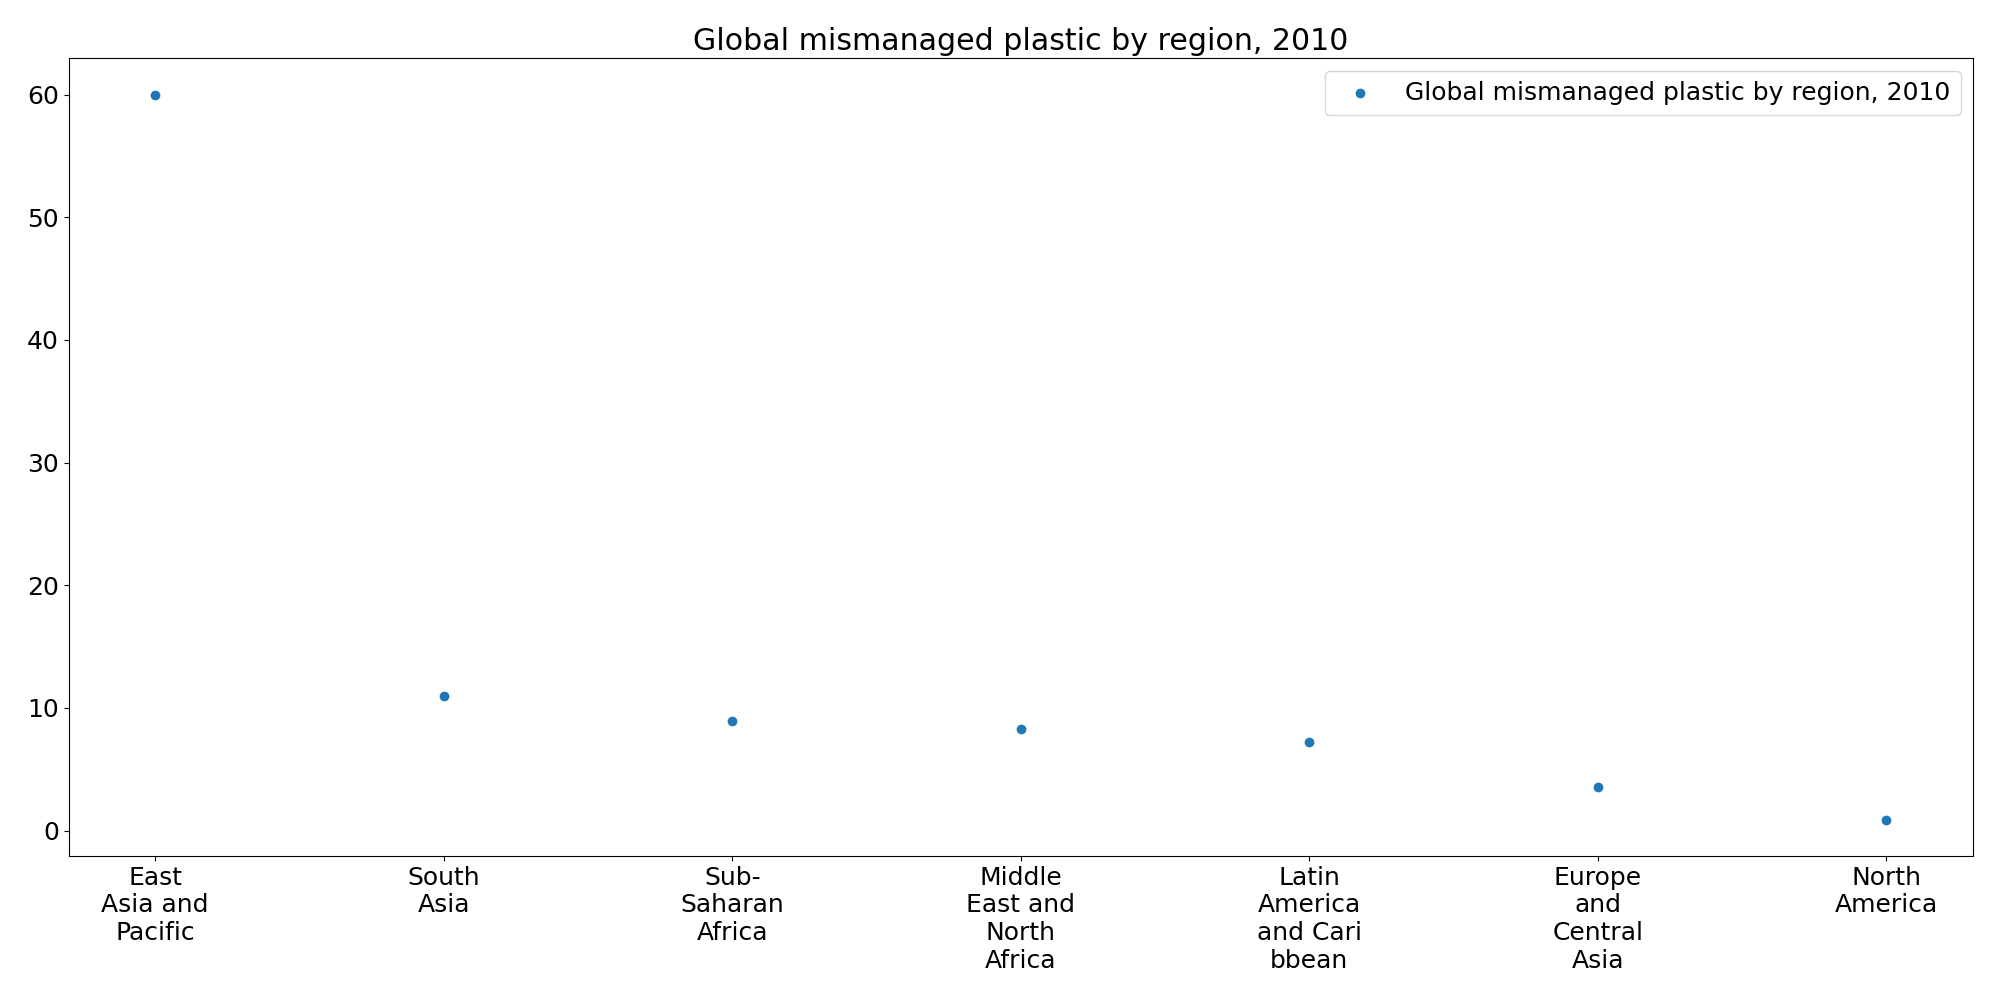 Global mismanaged plastic by region, 2010
Global mismanaged plastic by region, 2010
60
50
40
30
20
10
0
East
Asia and
Pacific
South
Asia
Sub-
Saharan
Africa
Middle
East and
North
Africa
Latin
America
and Cari
bbean
Europe
and
Central
Asia
North
America